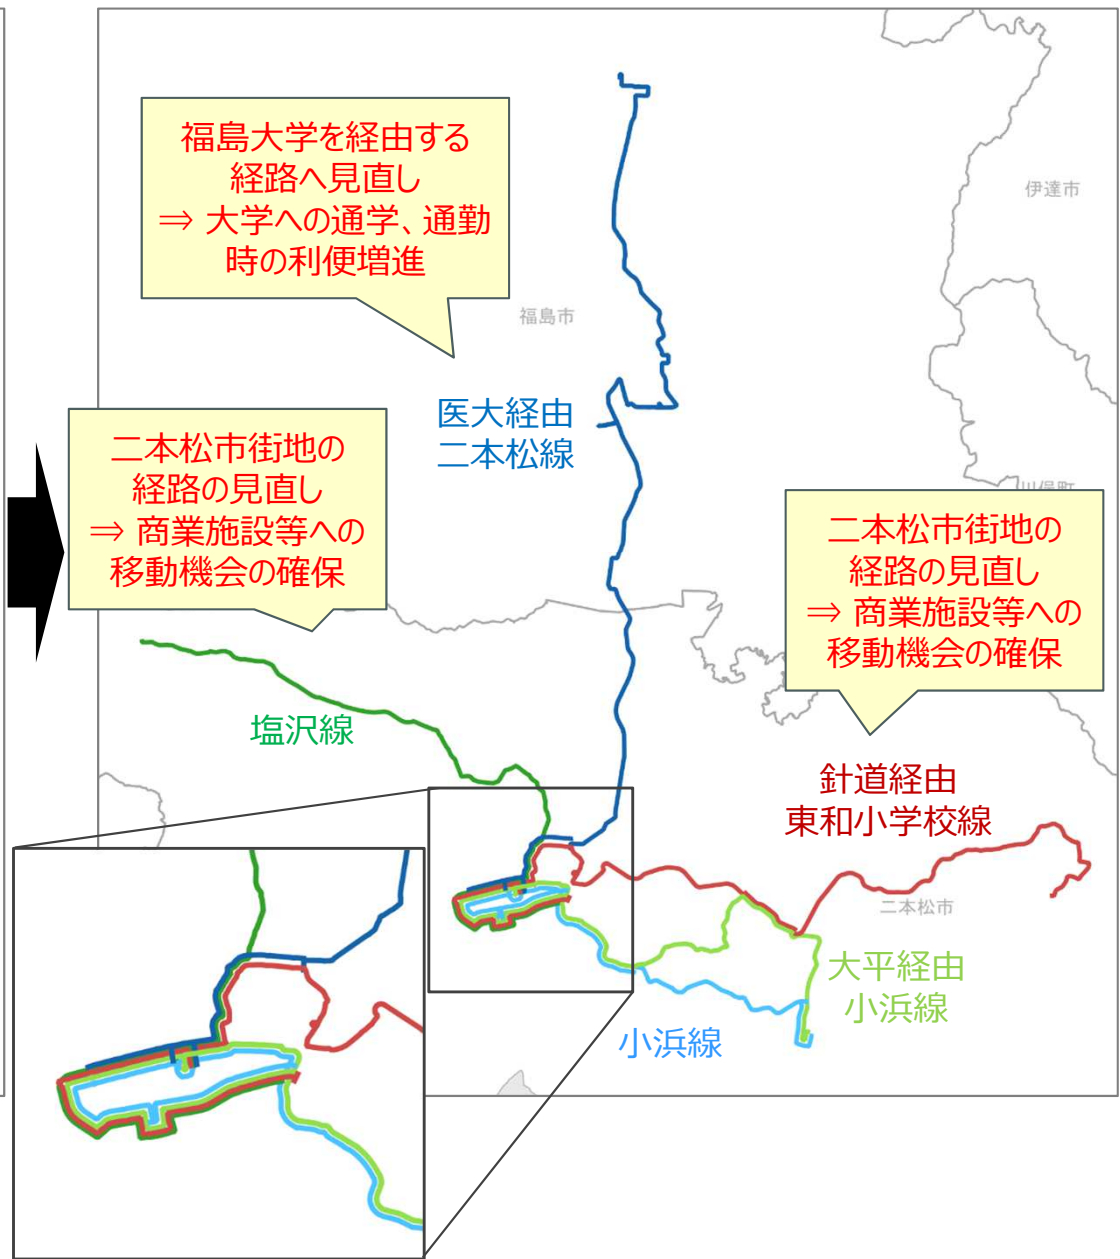 福島大学を経由する
経路へ見直し
⇒ 大学への通学、通勤
時の利便増進
伊達市
福島市
医大経由
二本松線
二本松市街地の
経路の見直し
⇒ 商業施設等への
移動機会の確保
川俣町
二本松市街地の
経路の見直し
⇒ 商業施設等への
移動機会の確保
塩沢線
針道経由
東和小学校線
二本松市
大平経由
小浜線
小浜線